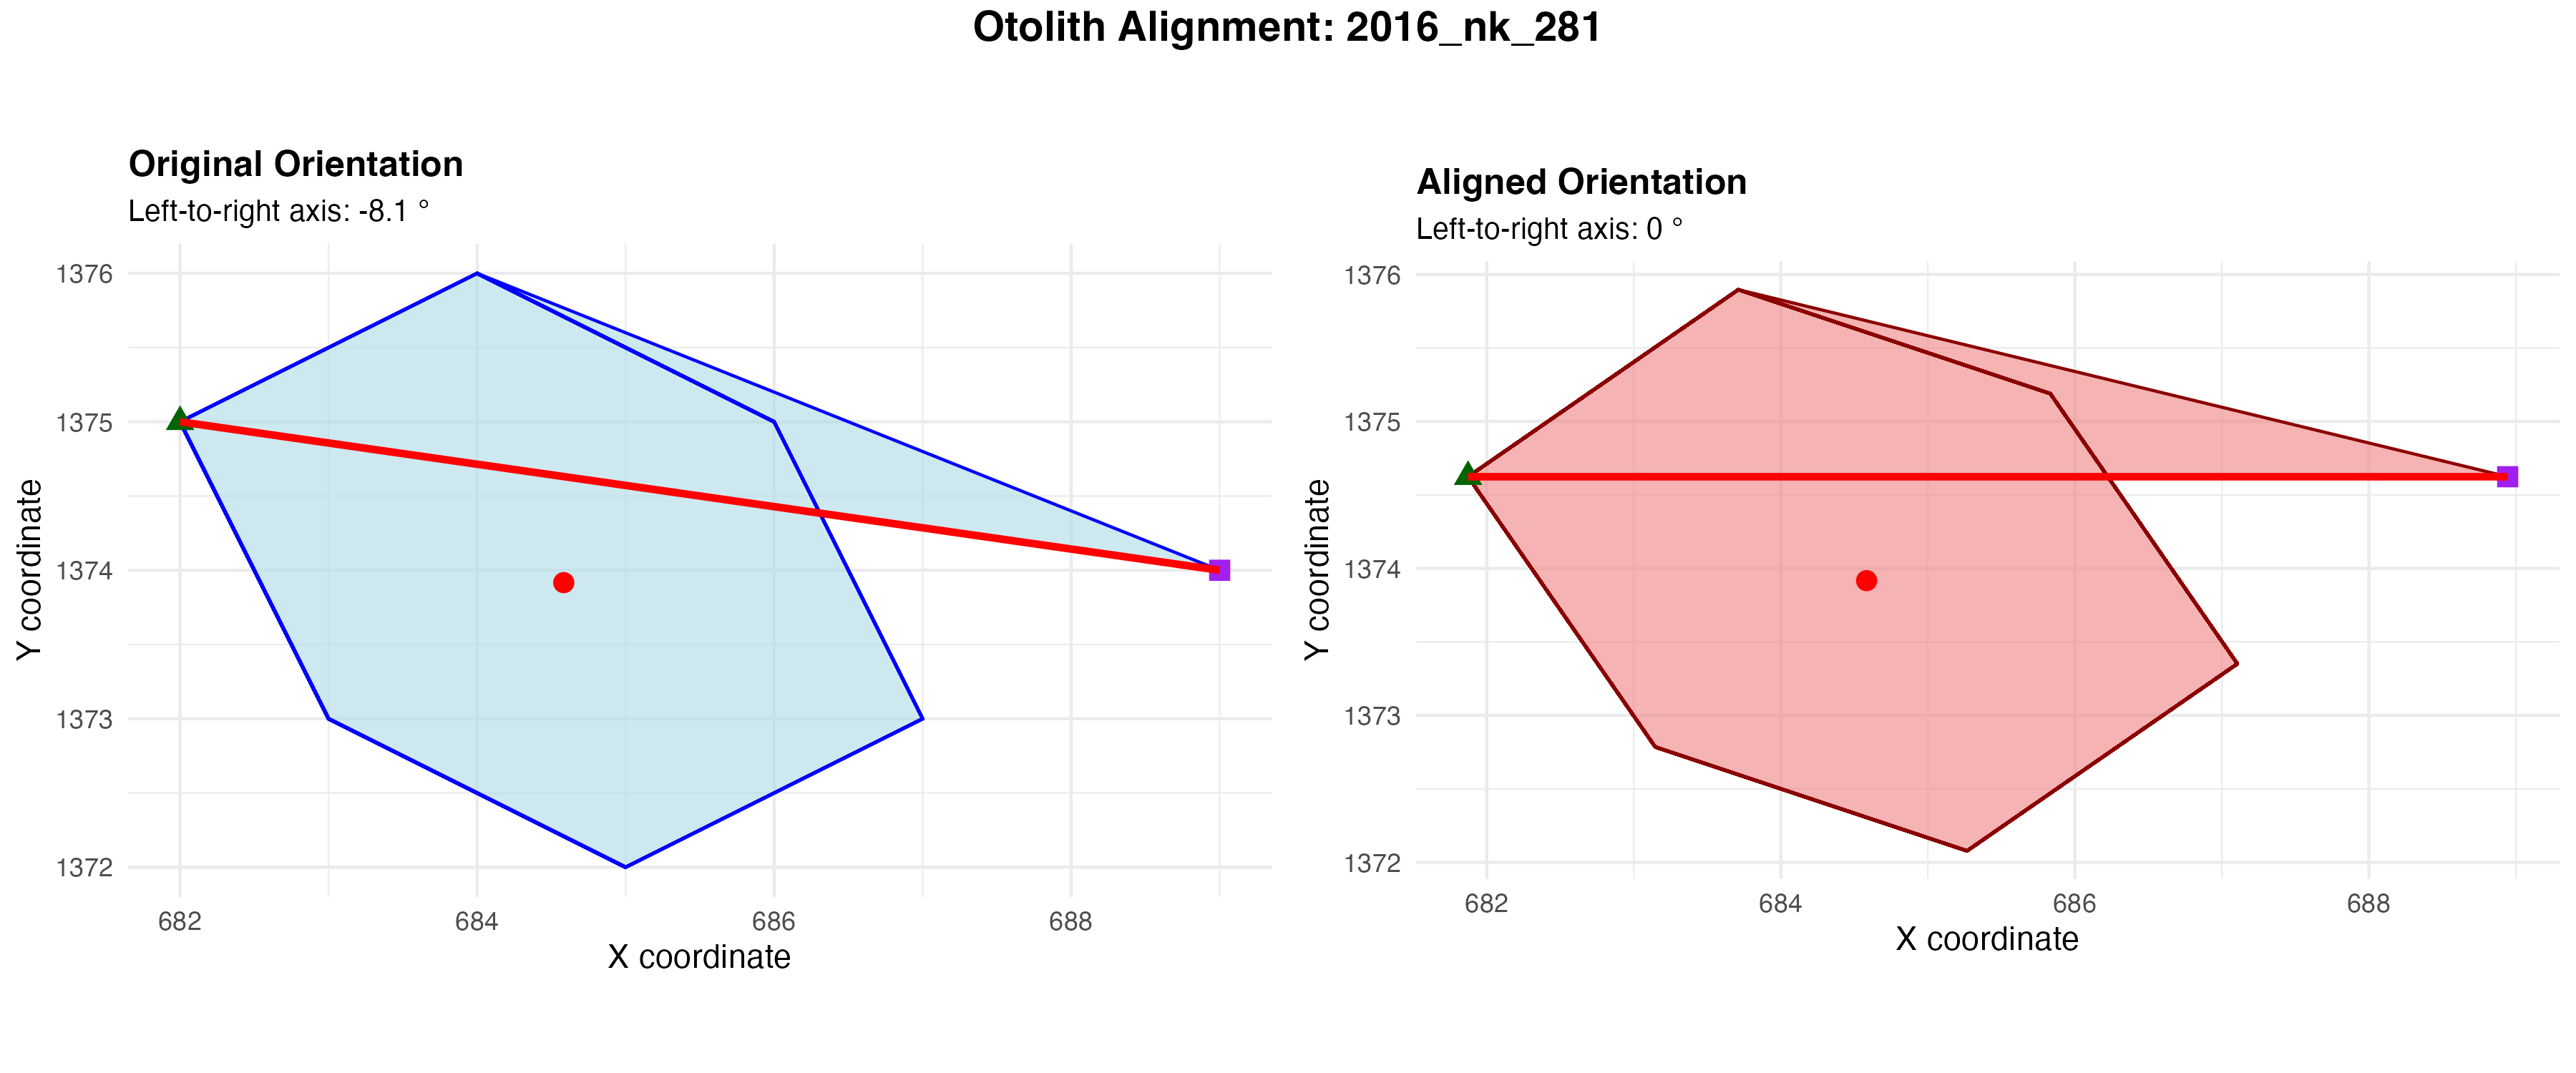 Otolith Alignment: 2016_nk_281
Original Orientation
Left-to-right axis: -8.1 °
1376
1375
1374
1373
1372
682 684 686 688
X coordinate
Y coordinate
Aligned Orientation
Left-to-right axis: 0 °
1376
1375
1374
1373
1372
682 684 686 688
X coordinate
Y coordinate